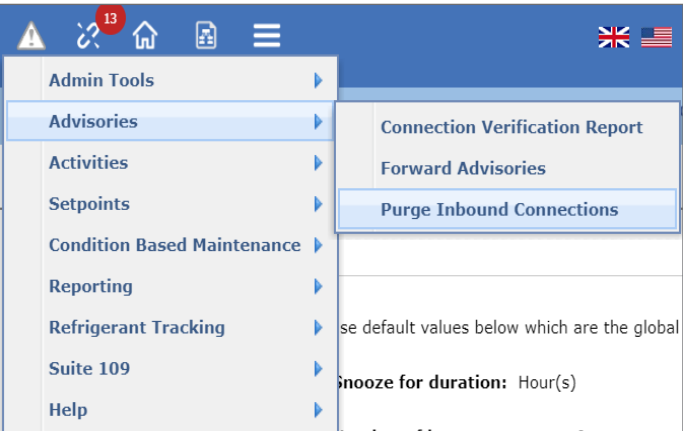 13
Admin Tools
Advisories
Connection Verification Report
Forward Advisories
Purge Inbound Connections
Activities
Setpoints
Condition Based Maintenance
Reporting
Refrigerant Tracking
Suite 109
Help
se default values below which are the global
Snooze for duration: Hour(s)